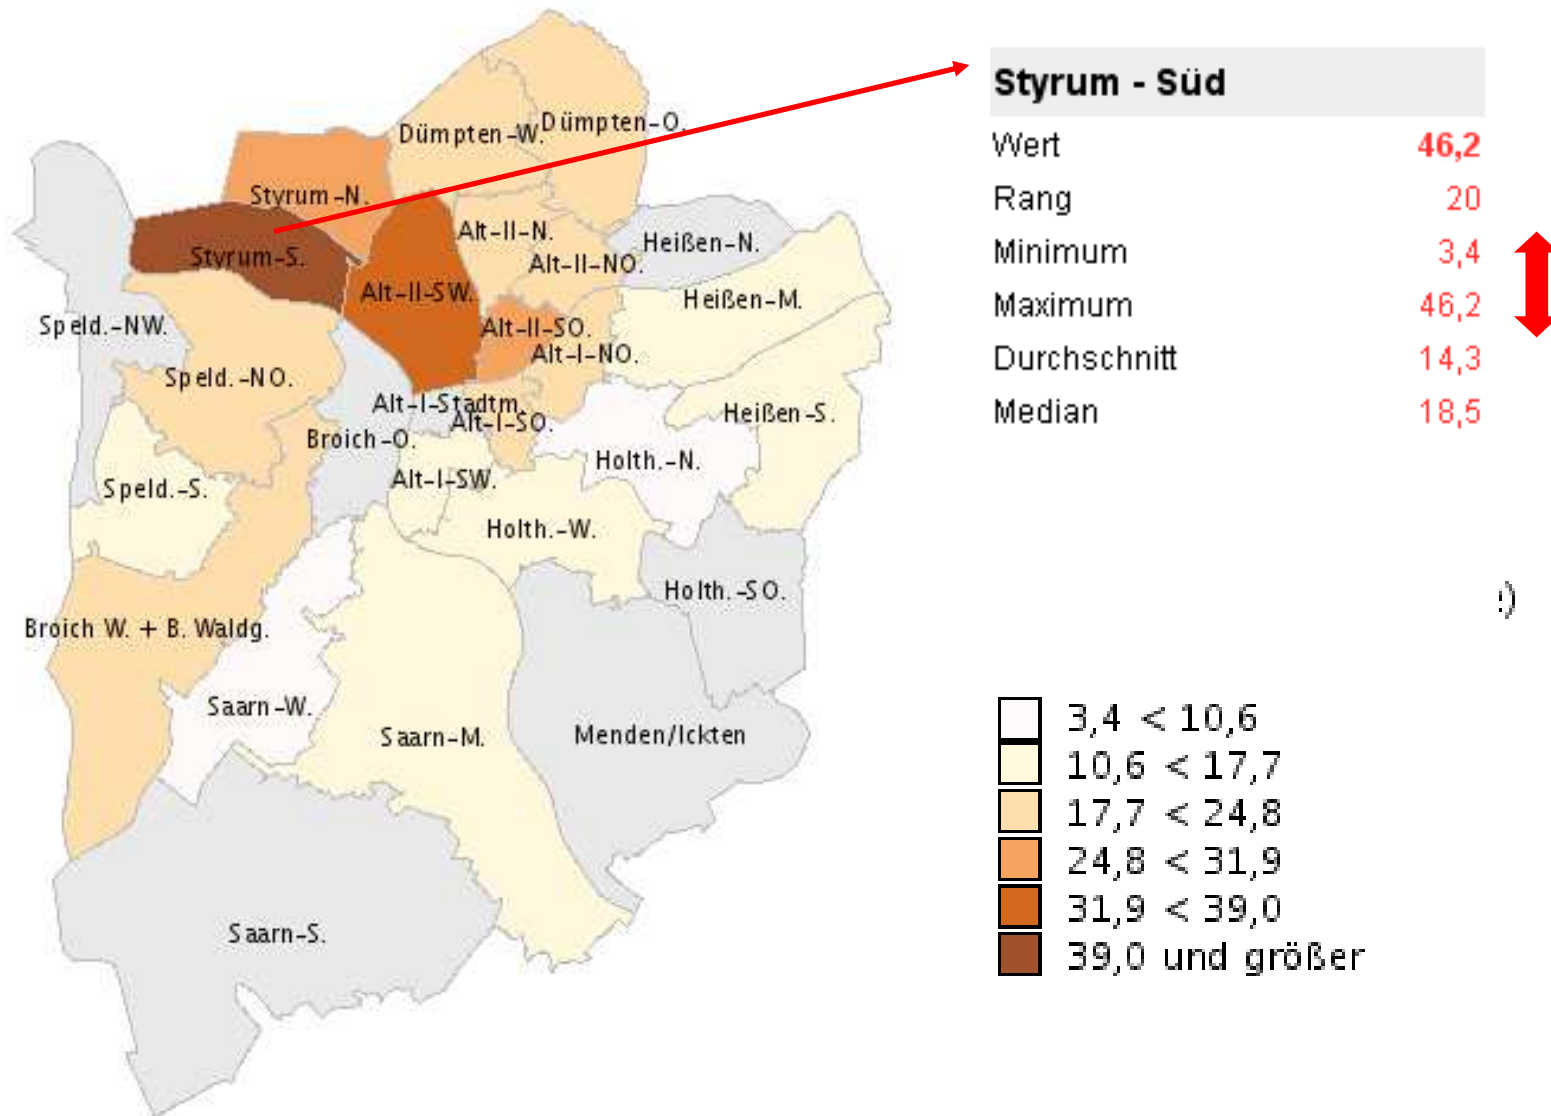 Styrum - Süd
Wert 46,2
Rang 20
Minimum 3,4
Maximum 46,2
Durchschnitt 14,3
Median 18,5
Dümpten-O.
Dümpten-W.
Styrum-N.
Alt-II-N.
Heißen-N.
Styrum-S.
Alt-II-NO.
Alt-II-SW.
Heißen-M.
Speld.-NW.
Alt-II-SO.
Alt-I-NO.
Speld.-NO.
Alt-I-Stadtm.
Heißen-S.
Alt-I-SO.
Broich-O.
Holth.-N.
Alt-I-SW.
Speld.-S.
Holth.-W.
Holth.-SO.
Broich W. + B. Waldg.
Saarn-W.
Saarn-M.
Menden/Ickten
Saarn-S.
3,4 < 10,6
10,6 < 17,7
17,7 < 24,8
24,8 < 31,9
31,9 < 39,0
39,0 und größer